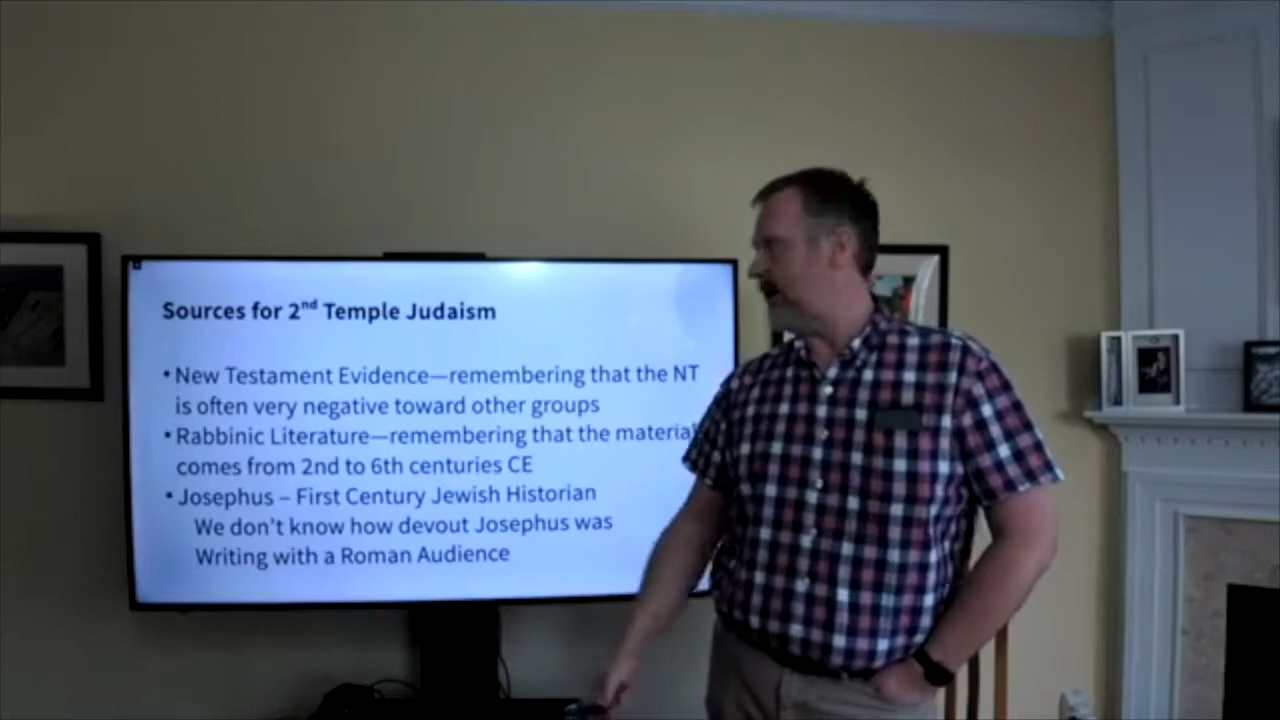 Sources for 2nd Temple Judaism
• New Testament Evidence—remembering that the NT
is often very negative toward other groups
• Rabbinic Literature—remembering that the material
comes from 2nd to 6th centuries CE
• Josephus – First Century Jewish Historian
We don't know how devout Josephus was
Writing with a Roman Audience